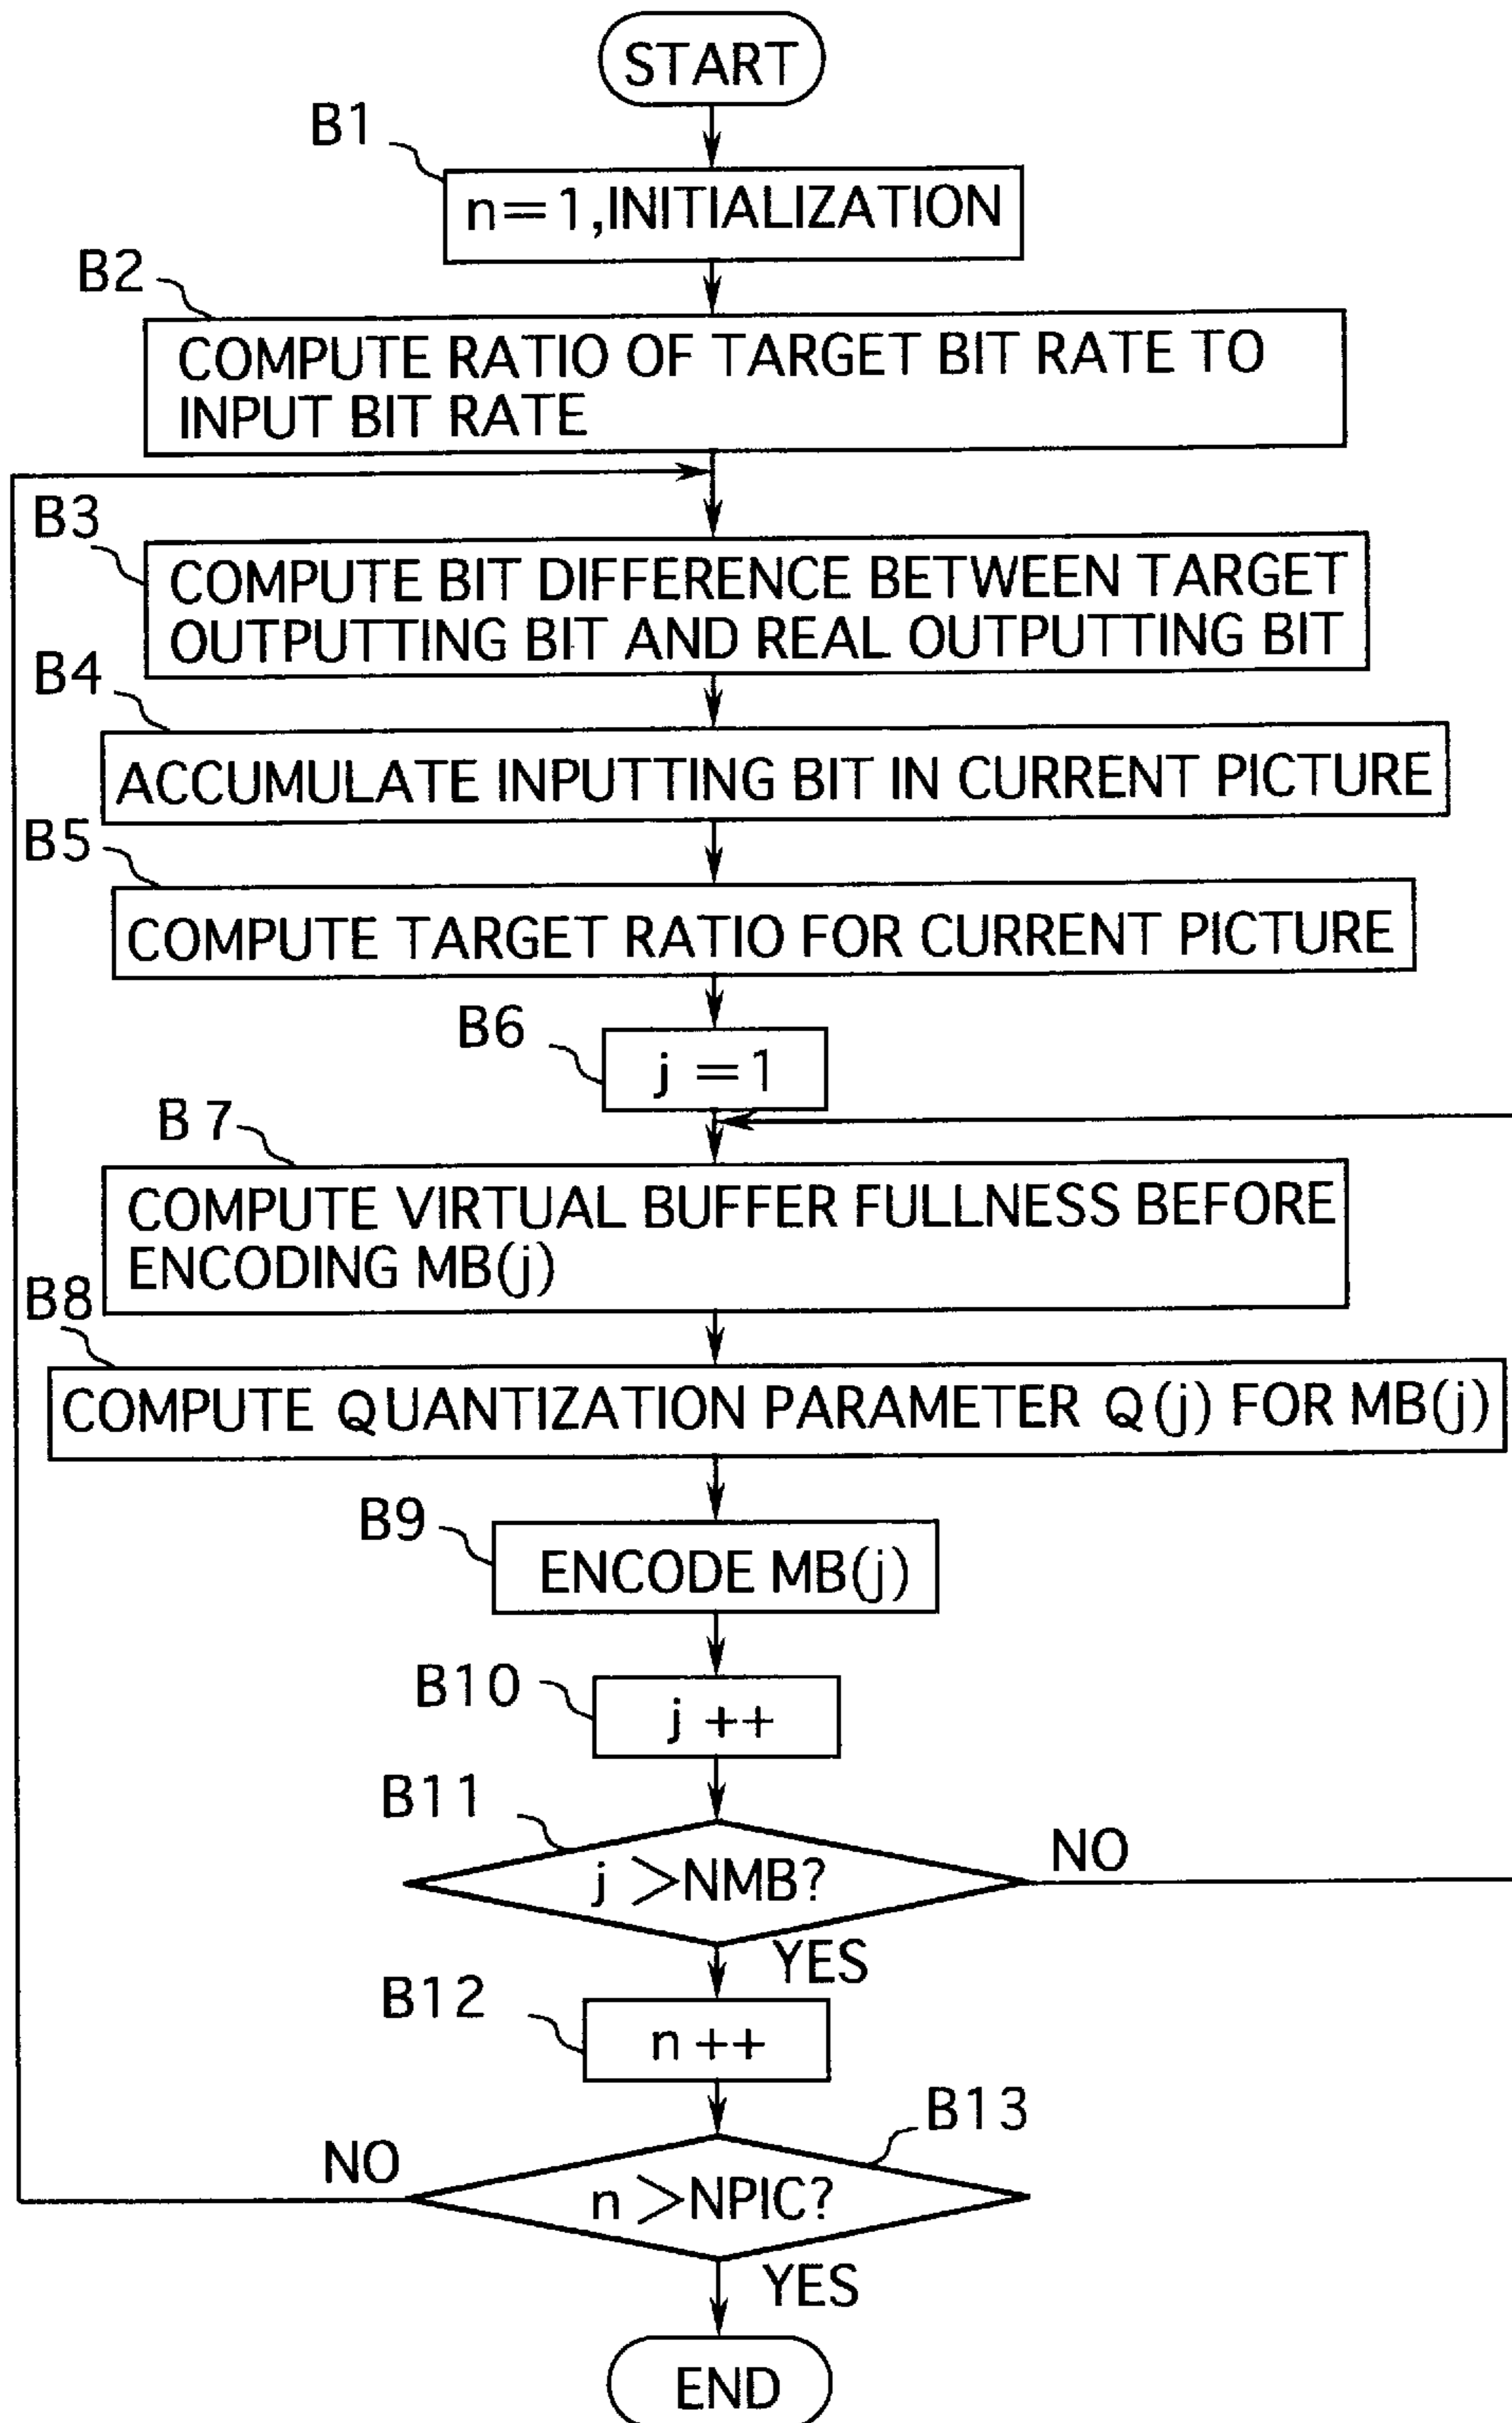 START
B1
n=1,INITIALIZATION
B2
COMPUTE RATIO OF TARGET BIT RATE TO
INPUT BIT RATE
B3
COMPUTE BIT DIFFERENCE BETWEEN TARGET
OUTPUTTING BIT AND REAL OUTPUTTING BIT
B4
ACCUMULATE INPUTTING BIT IN CURRENT PICTURE
B5
COMPUTE TARGET RATIO FOR CURRENT PICTURE
B6
j =1
B 7
COMPUTE VIRTUAL BUFFER FULLNESS BEFORE
ENCODING MB(j)
B8
COMPUTE QUANTIZATION PARAMETER Q(j) FOR MB(j)
B9
ENCODE MB(j)
B10
j ++
B11
j >NMB?
NO
YES
B12
n ++
B13
n >NPIC?
NO
YES
END